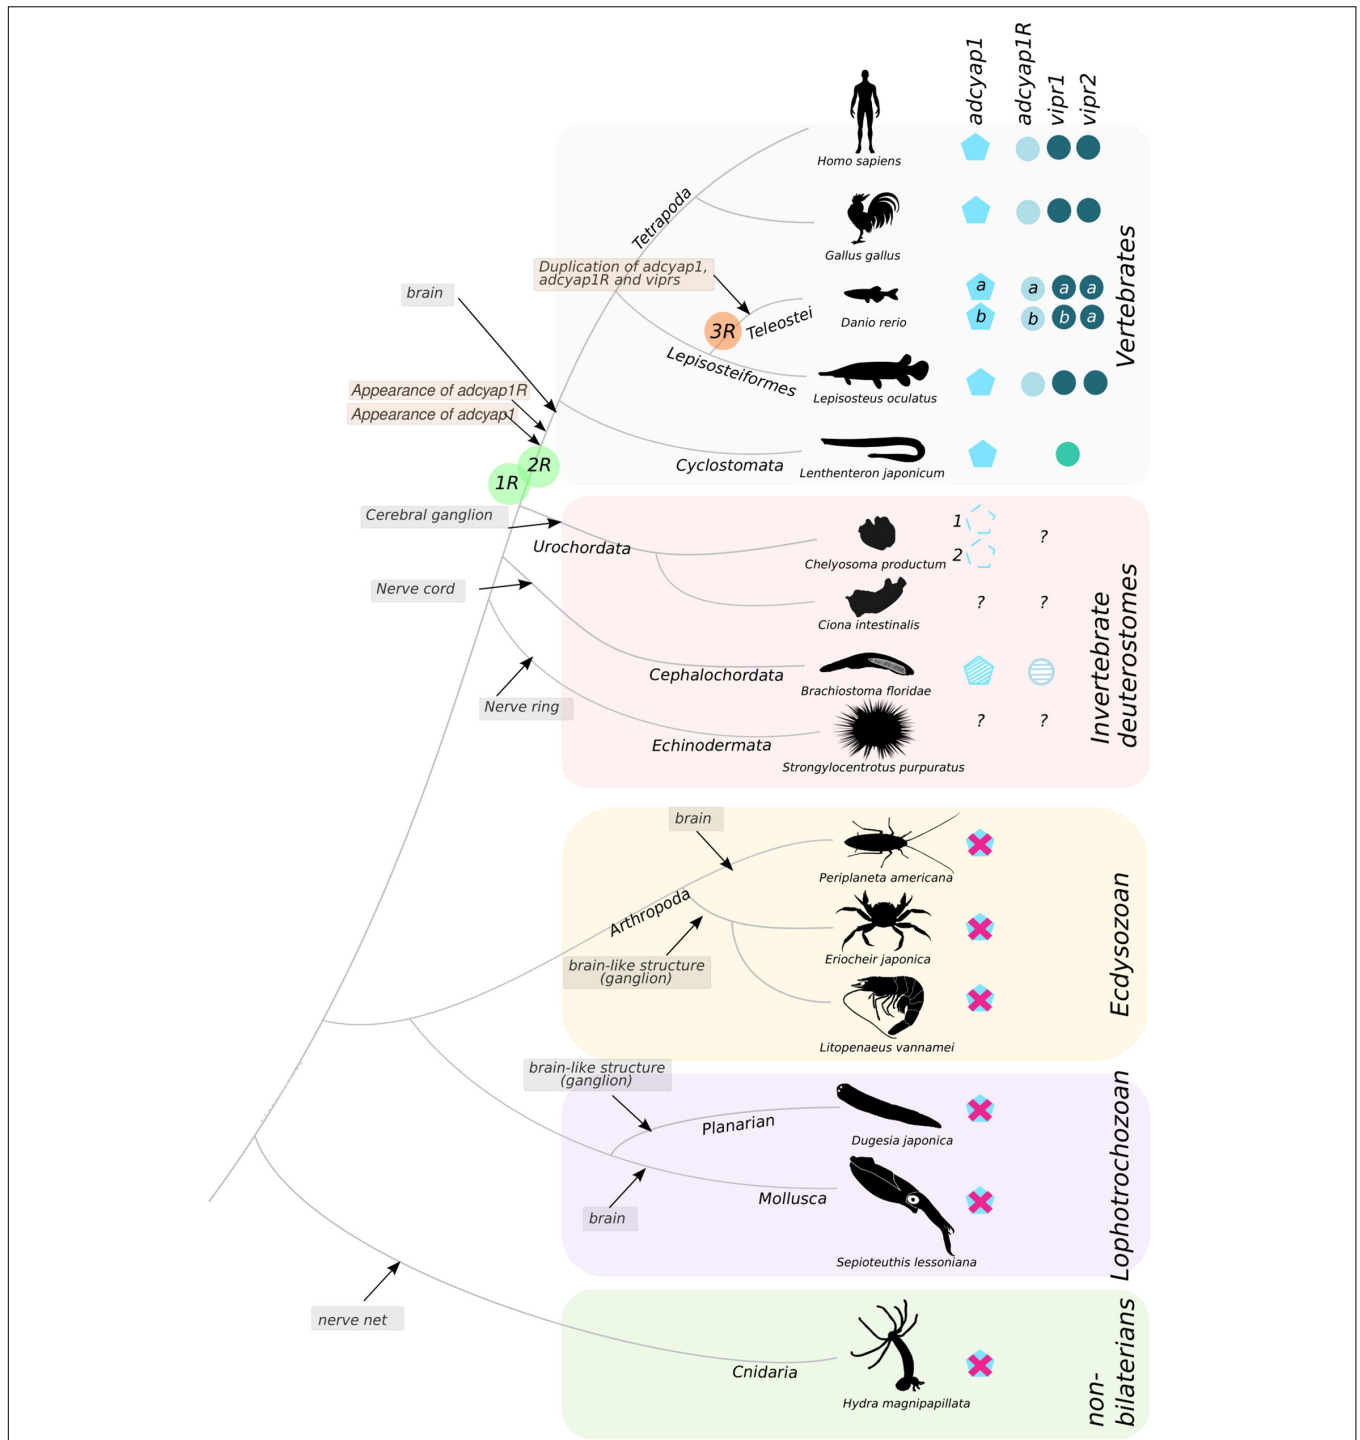 adcyap1
adcyap1R
vipr1
vipr2
Homo sapiens
Tetrapoda
Gallus gallus
Vertebrates
Duplication of adcyap1,
adcyap1R and viprs
brain
a a a a
b b b a
3R
Teleostei
Danio rerio
Lepisosteiformes
Lepisosteus oculatus
Appearance of adcyap1R
Appearance of adcyap1
2R
1R
Cyclostomata
Lenthenteron japonicum
Cerebral ganglion
Urochordata
1
2
?
Chelyosoma productum
Nerve cord
? ?
Ciona intestinalis
Invertebrate
deuterostomes
Cephalochordata
Brachiostoma floridae
Nerve ring
? ?
Echinodermata
Strongylocentrotus purpuratus
brain
Periplaneta americana
Arthropoda
Ecdysozoan
brain-like structure
(ganglion)
Eriocheir japonica
Litopenaeus vannamei
brain-like structure
(ganglion)
Planarian
Dugesia japonica
Lophotrochozoan
Mollusca
brain
Sepioteuthis lessoniana
nerve net
non-
bilaterians
Cnidaria
Hydra magnipapillata